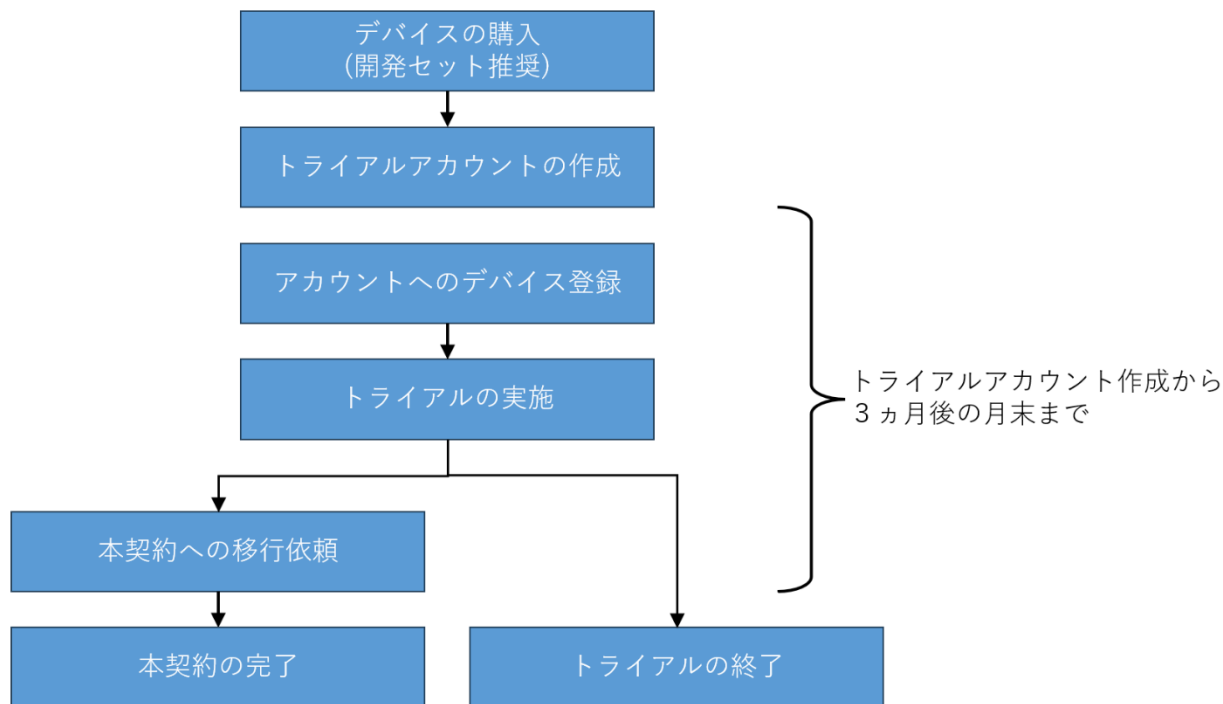 デバイスの購入
(開発セット推奨)
トライアルアカウントの作成
アカウントへのデバイス登録
トライアルの実施
トライアルアカウント作成から
３ヵ月後の月末まで
本契約への移行依頼
本契約の完了
トライアルの終了